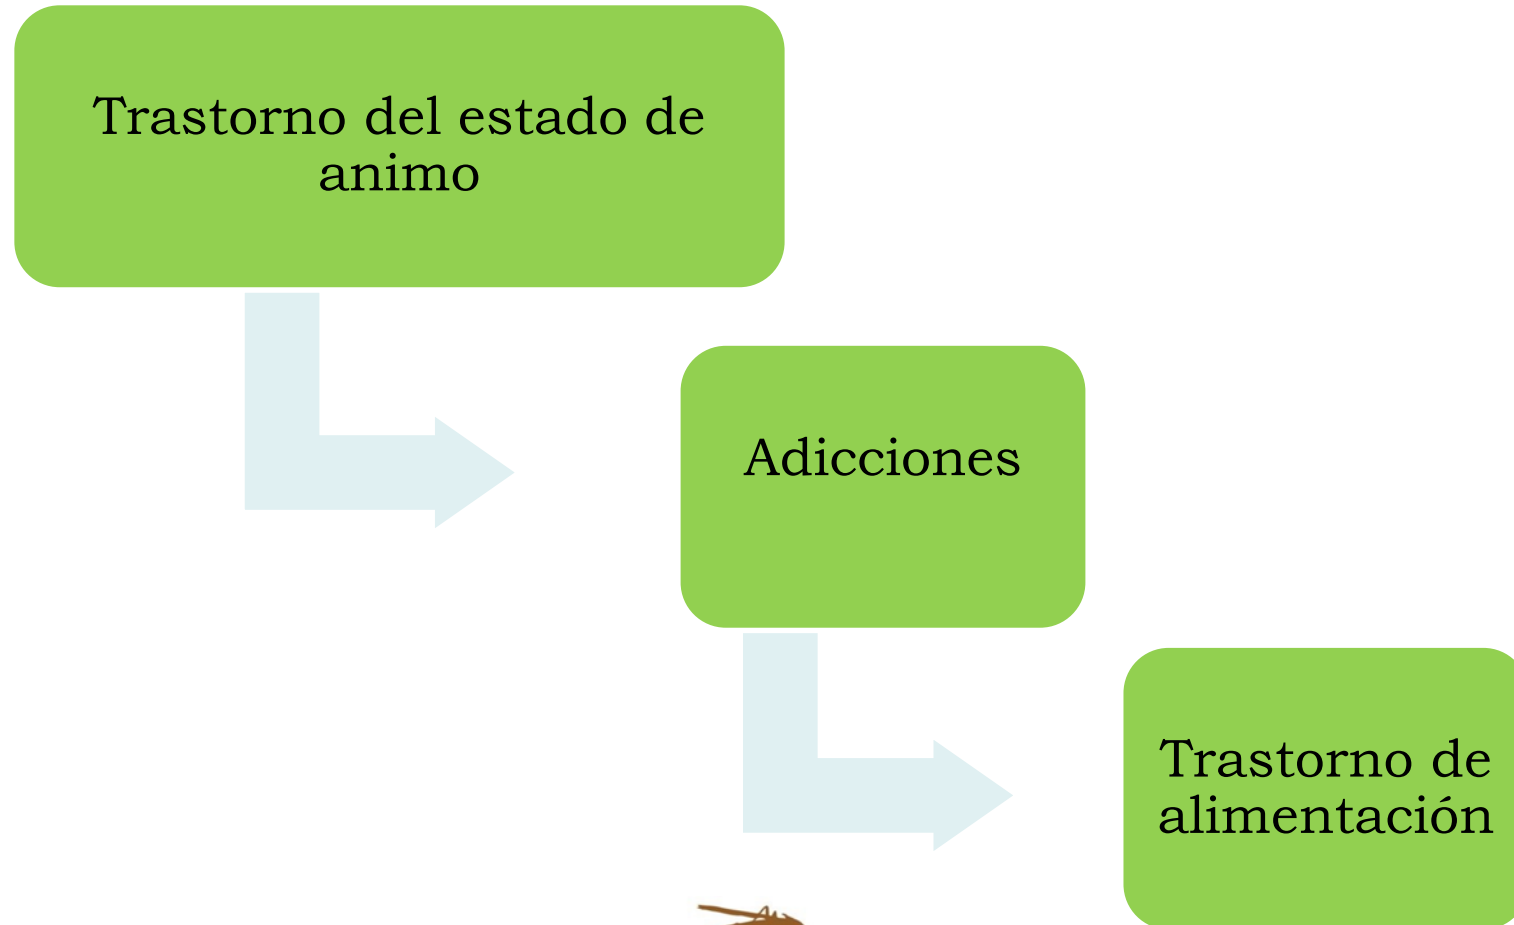 Trastorno del estado de
animo
Adicciones
Trastorno de
alimentación